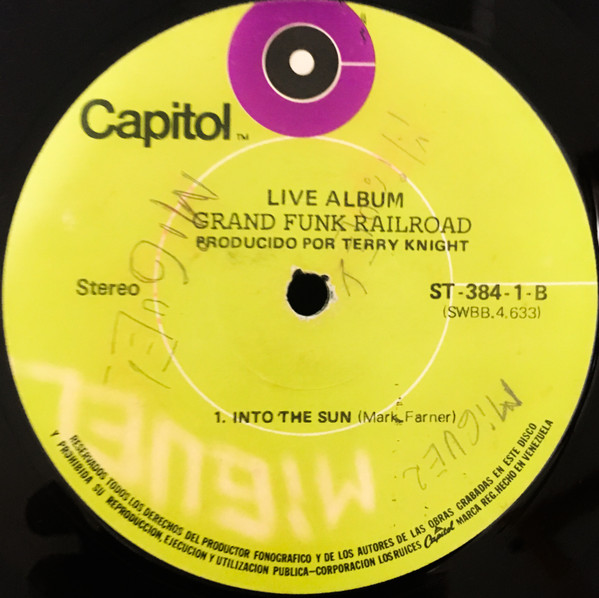 Capitol TM
LIVE ALBUM
GRAND FUNK RAILROAD
PRODUCIDO POR TERRY KNIGHT
Stereo
ST-384-1-B
(SWBB.4.633)
MIGUEL
1. INTO THE SUN (Mark Farner)
MIGUEL
MIGUEL
RESERVADOS TODOS LOS DERECHOS DEL PRODUCTOR FONOGRAFICO Y DE LOS AUTORES DE LAS OBRAS GRABADAS EN ESTE DISCO
Y PROHIBIDA SU REPRODUCCION, EJECUCION Y UTILIZACION PUBLICA-CORPORACION LOS RUICES Capitol MARCA REG. HECHO EN VENEZUELA